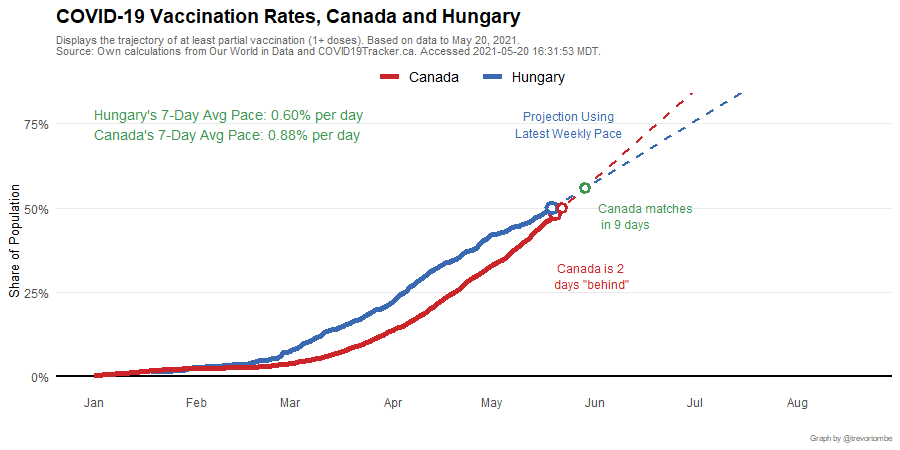 COVID-19 Vaccination Rates, Canada and Hungary
Displays the trajectory of at least partial vaccination (1+ doses). Based on data to May 20, 2021.
Source: Own calculations from Our World in Data and COVID19Tracker.ca. Accessed 2021-05-20 16:31:53 MDT.
Canada Hungary
Hungary's 7-Day Avg Pace: 0.60% per day
Canada's 7-Day Avg Pace: 0.88% per day
Projection Using
Latest Weekly Pace
Canada matches
in 9 days
Canada is 2
days "behind"
Share of Population
75%
50%
25%
0%
Jan Feb Mar Apr May Jun Jul Aug
Graph by @trevortombe